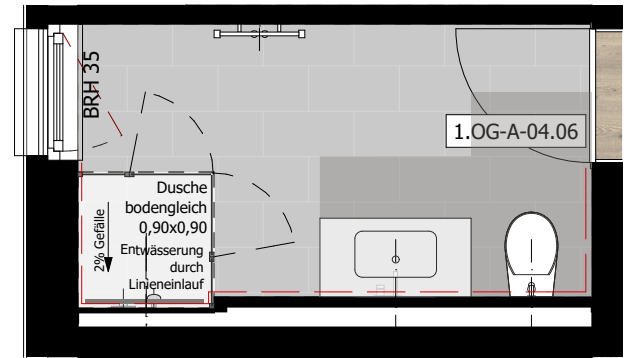 BRH 35
1.OG-A-04.06
Dusche
bodengleich
0,90x0,90
Entwässerung
durch
Linieneinlauf
2% Gefälle